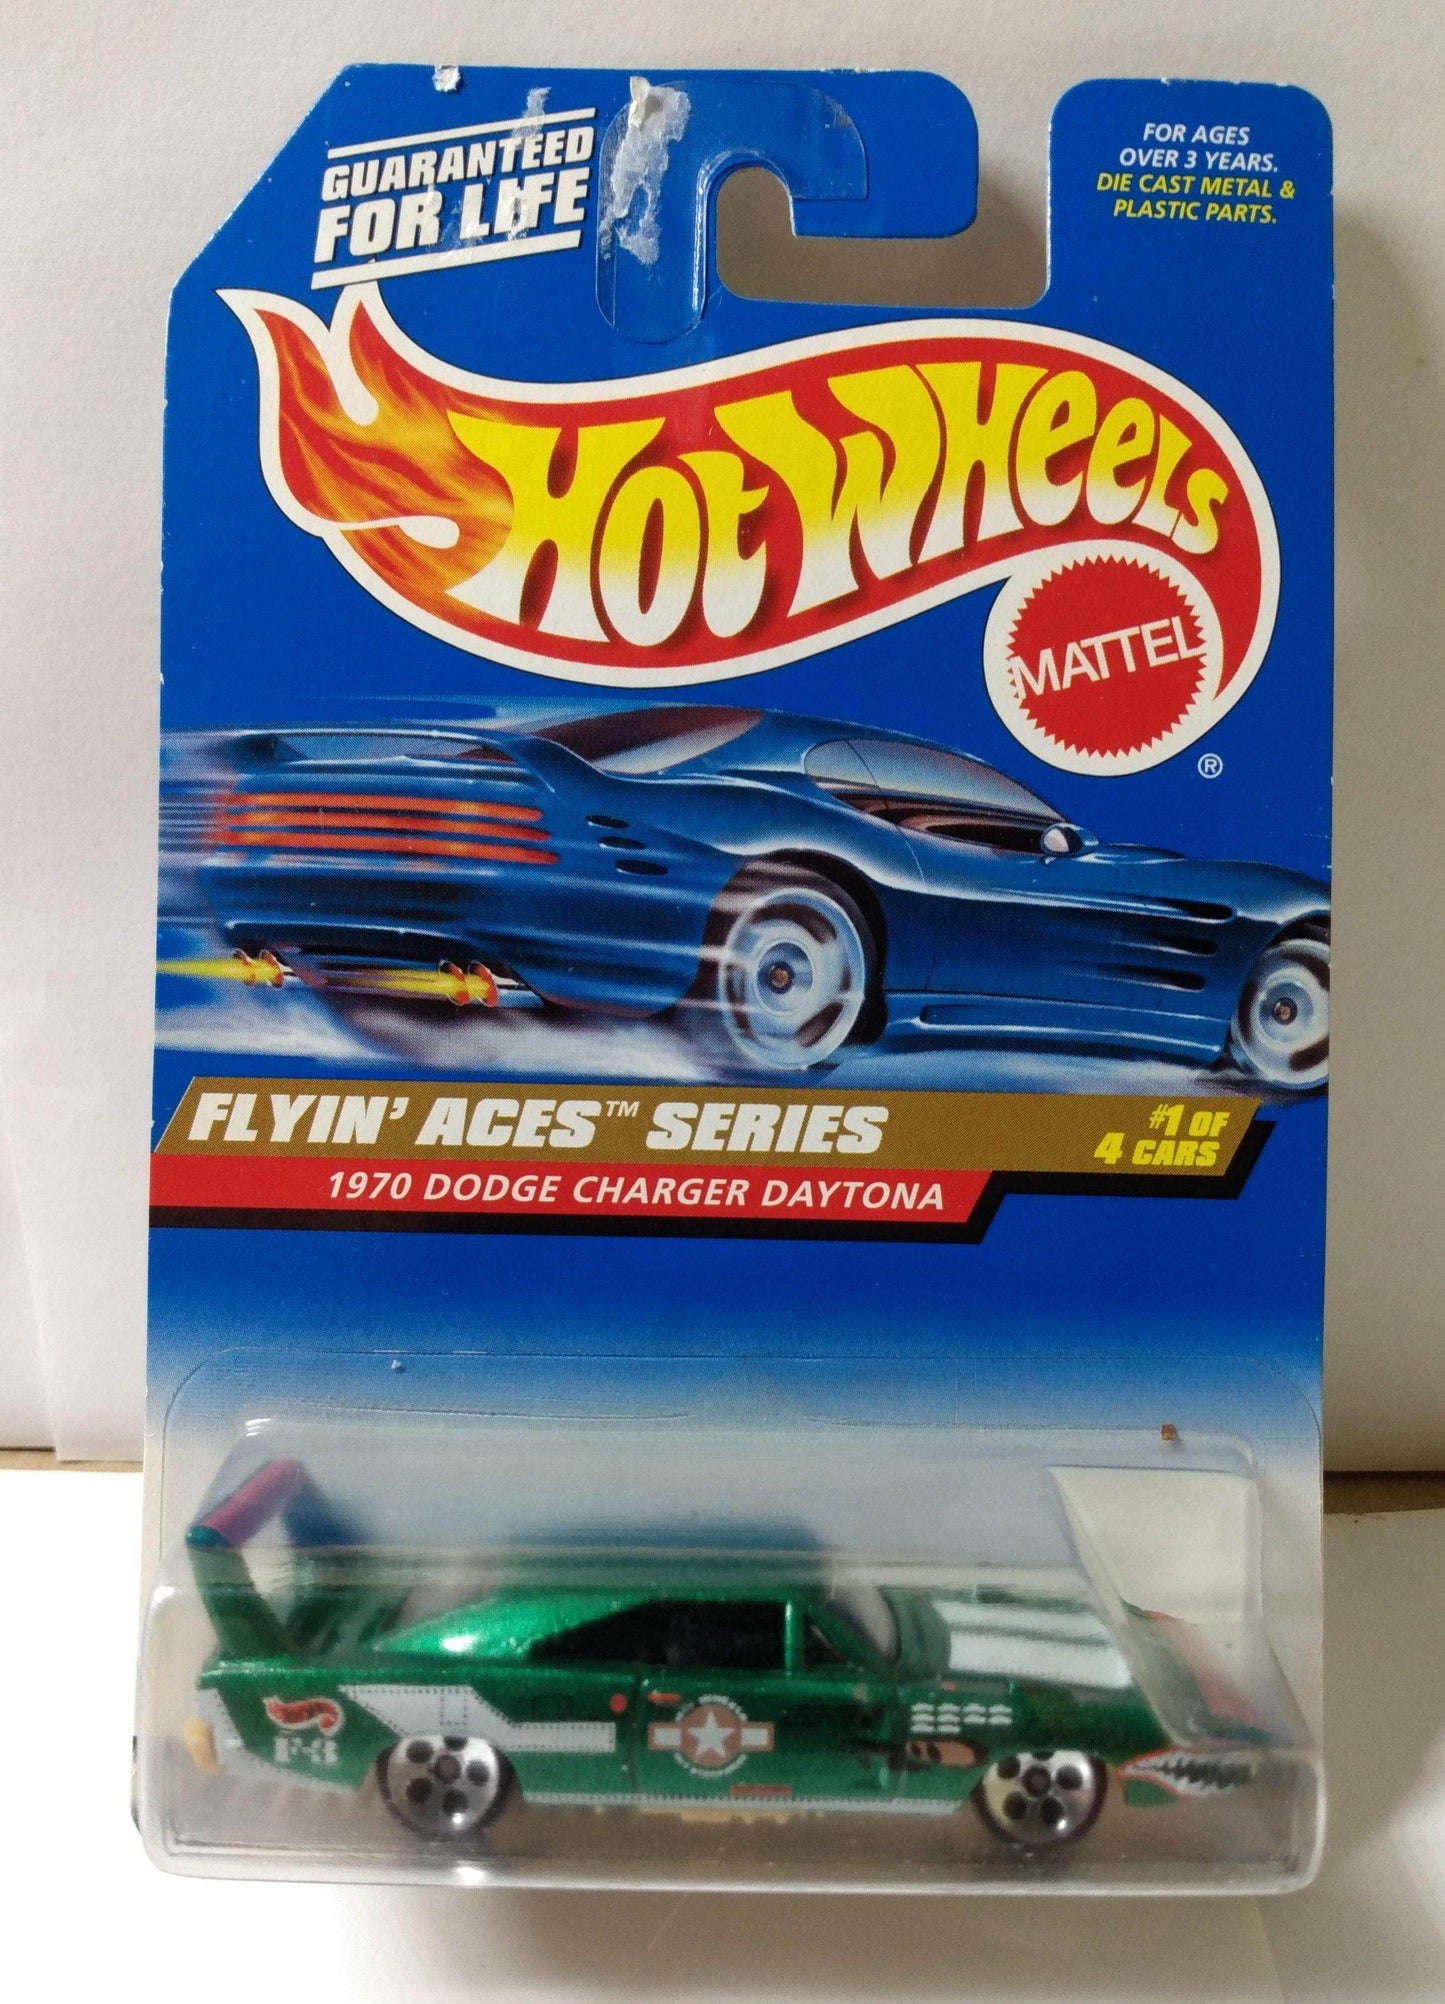 GUARANTEED
FOR LIFE
FOR AGES
OVER 3 YEARS.
DIE CAST METAL &
PLASTIC PARTS.
HOT WHEELS
MATTEL
®
FLYIN' ACES™ SERIES
#1 OF
4 CARS
1970 DODGE CHARGER DAYTONA